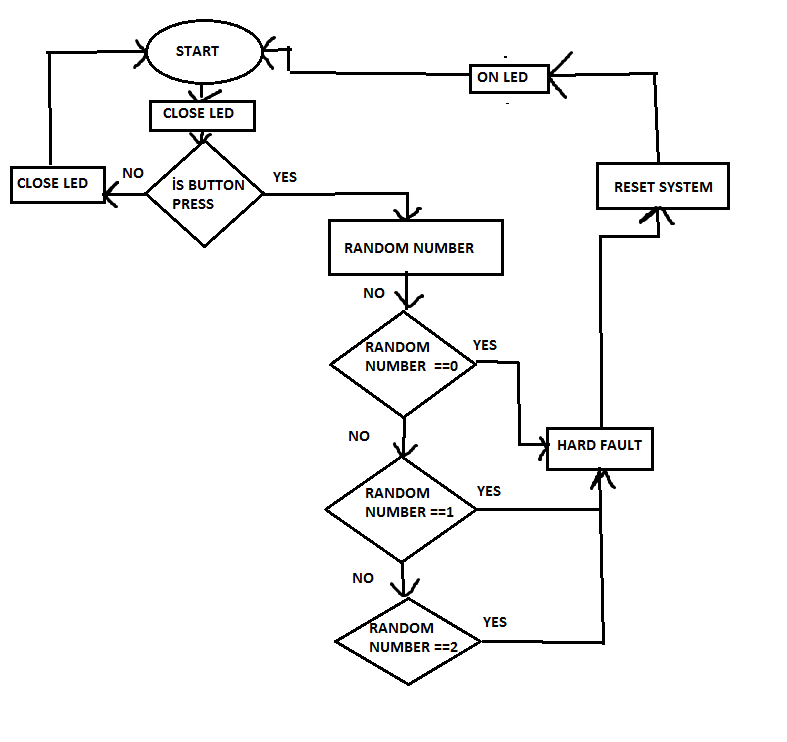 START
ON LED
CLOSE LED
NO
CLOSE LED
İS BUTTON
PRESS
YES
RESET SYSTEM
RANDOM NUMBER
NO
RANDOM
NUMBER ==0
YES
NO
HARD FAULT
RANDOM
NUMBER ==1
YES
NO
RANDOM
NUMBER ==2
YES